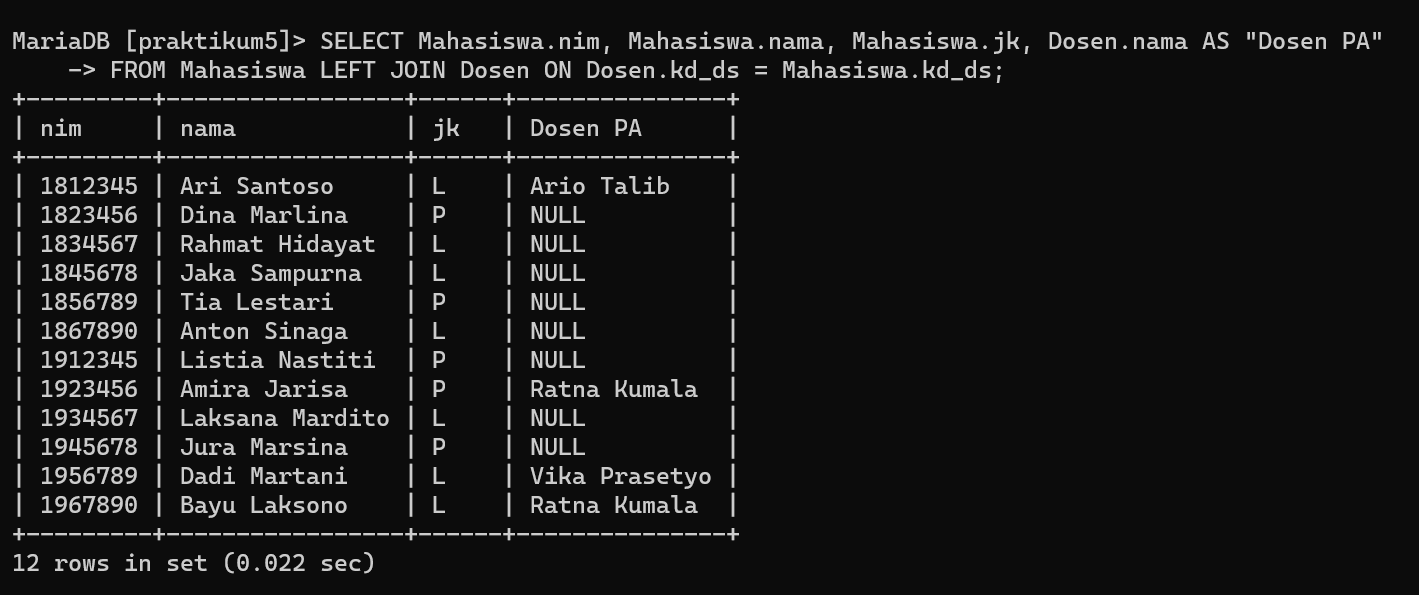 MariaDB [praktikum5]> SELECT Mahasiswa.nim, Mahasiswa.nama, Mahasiswa.jk, Dosen.nama AS "Dosen PA"
    -> FROM Mahasiswa LEFT JOIN Dosen ON Dosen.kd_ds = Mahasiswa.kd_ds;
+---------+-----------------+------+---------------+
| nim     | nama            | jk   | Dosen PA      |
+---------+-----------------+------+---------------+
| 1812345 | Ari Santoso     | L    | Ario Talib    |
| 1823456 | Dina Marlina    | P    | NULL          |
| 1834567 | Rahmat Hidayat  | L    | NULL          |
| 1845678 | Jaka Sampurna   | L    | NULL          |
| 1856789 | Tia Lestari     | P    | NULL          |
| 1867890 | Anton Sinaga    | L    | NULL          |
| 1912345 | Listia Nastiti  | P    | NULL          |
| 1923456 | Amira Jarisa    | P    | Ratna Kumala  |
| 1934567 | Laksana Mardito | L    | NULL          |
| 1945678 | Jura Marsina    | P    | NULL          |
| 1956789 | Dadi Martani    | L    | Vika Prasetyo |
| 1967890 | Bayu Laksono    | L    | Ratna Kumala  |
+---------+-----------------+------+---------------+
12 rows in set (0.022 sec)